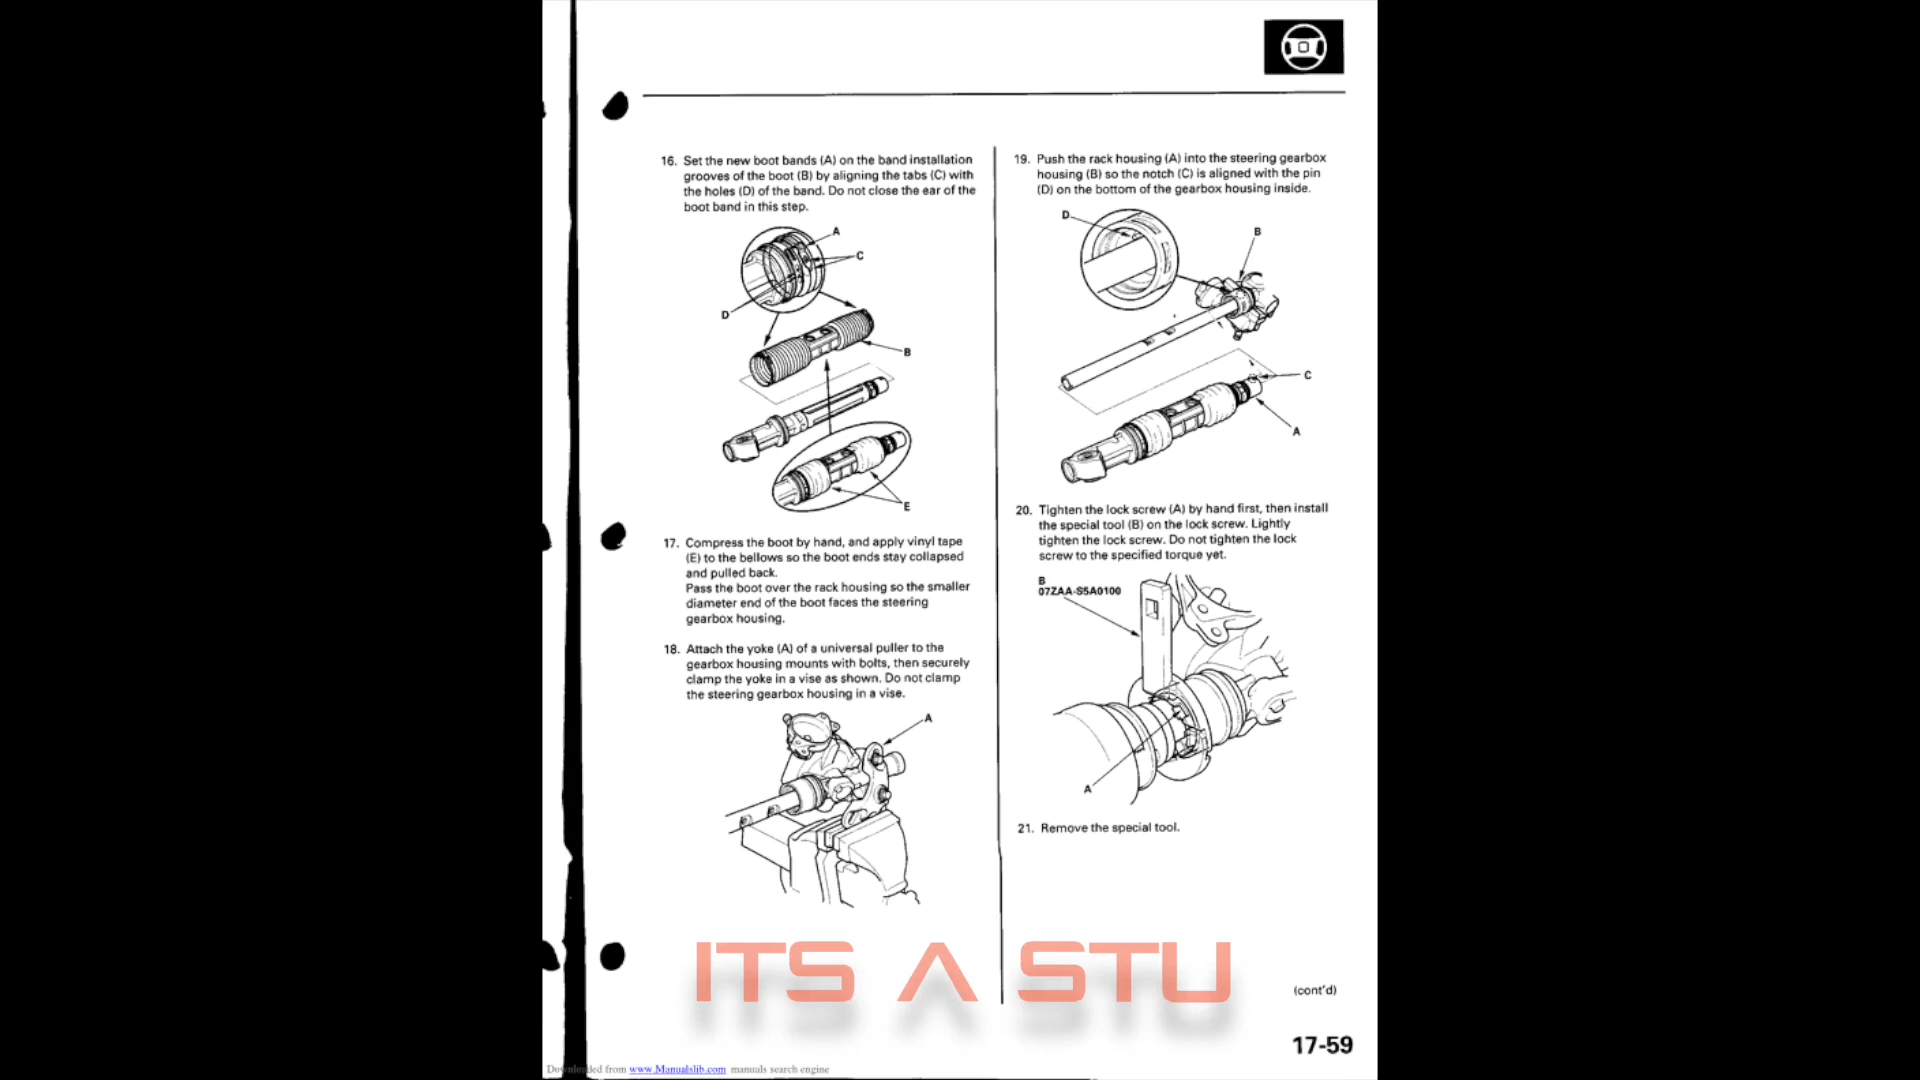 16. Set the new boot bands (A) on the band installation
grooves of the boot (B) by aligning the tabs (C) with
the holes (D) of the band. Do not close the ear of the
boot band in this step.
A
C
D
B
E
17. Compress the boot by hand, and apply vinyl tape
(E) to the bellows so the boot ends stay collapsed
and pulled back.
Pass the boot over the rack housing so the smaller
diameter end of the boot faces the steering
gearbox housing.
18. Attach the yoke (A) of a universal puller to the
gearbox housing mounts with bolts, then securely
clamp the yoke in a vise as shown. Do not clamp
the steering gearbox housing in a vise.
A
19. Push the rack housing (A) into the steering gearbox
housing (B) so the notch (C) is aligned with the pin
(D) on the bottom of the gearbox housing inside.
D
B
C
A
20. Tighten the lock screw (A) by hand first, then install
the special tool (B) on the lock screw. Lightly
tighten the lock screw. Do not tighten the lock
screw to the specified torque yet.
B
07ZAA-S5A0100
A
21. Remove the special tool.
ITS A STU
(cont'd)
17-59
Downloaded from www.Manualslib.com manuals search engine